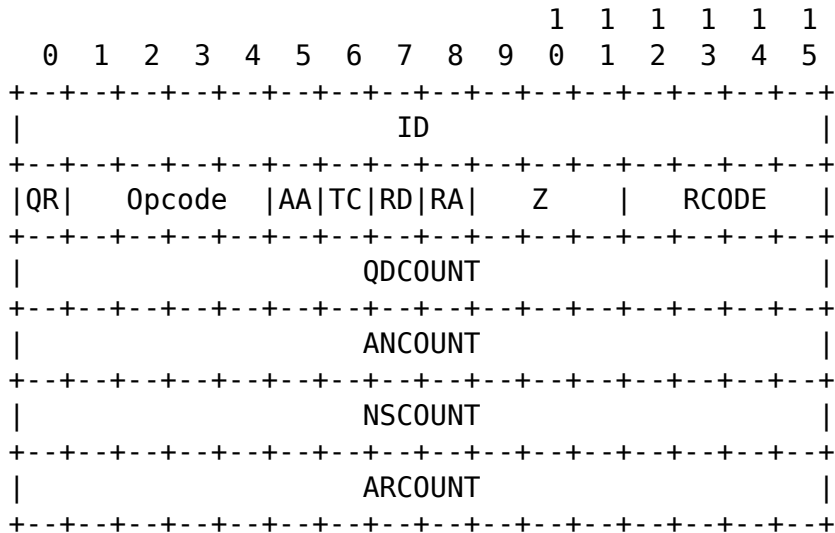 1  1  1  1  1  1
  0  1  2  3  4  5  6  7  8  9  0  1  2  3  4  5
+--+--+--+--+--+--+--+--+--+--+--+--+--+--+--+--+
|                      ID                       |
+--+--+--+--+--+--+--+--+--+--+--+--+--+--+--+--+
|QR|   Opcode  |AA|TC|RD|RA|   Z    |   RCODE   |
+--+--+--+--+--+--+--+--+--+--+--+--+--+--+--+--+
|                    QDCOUNT                    |
+--+--+--+--+--+--+--+--+--+--+--+--+--+--+--+--+
|                    ANCOUNT                    |
+--+--+--+--+--+--+--+--+--+--+--+--+--+--+--+--+
|                    NSCOUNT                    |
+--+--+--+--+--+--+--+--+--+--+--+--+--+--+--+--+
|                    ARCOUNT                    |
+--+--+--+--+--+--+--+--+--+--+--+--+--+--+--+--+